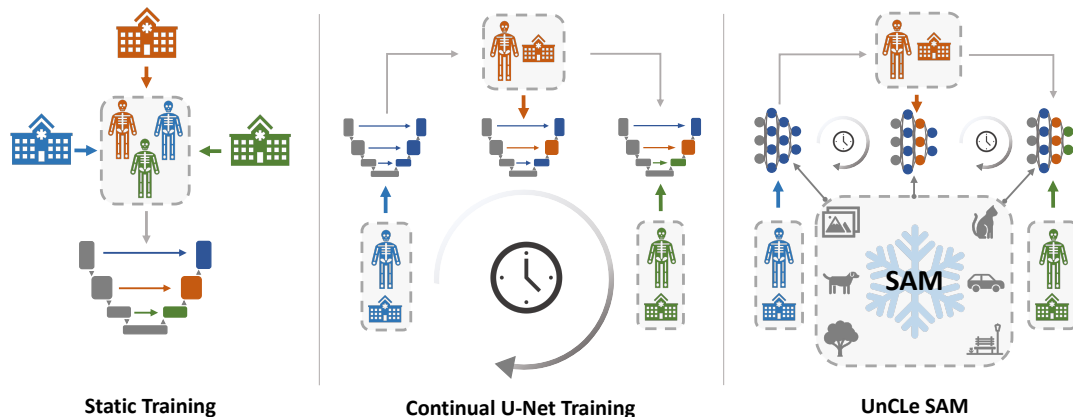 SAM
Static Training
Continual U-Net Training
UnCLe SAM